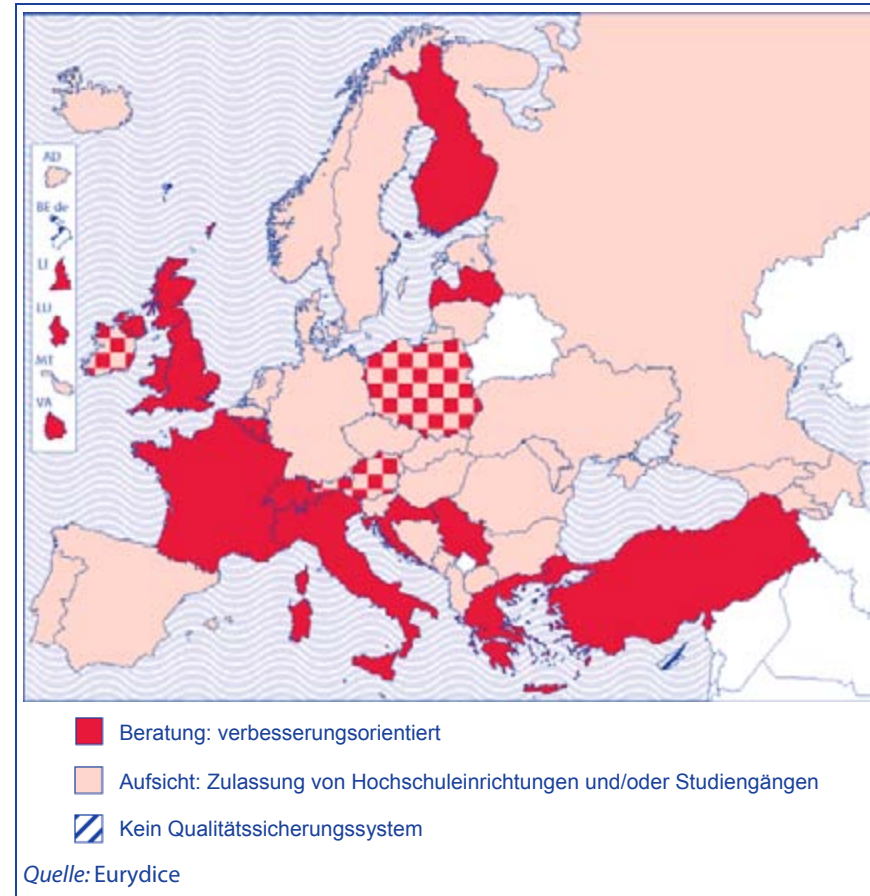 AD
BE de
LI
LU
MT
VA
Beratung: verbesserungsorientiert
Aufsicht: Zulassung von Hochschuleinrichtungen und/oder Studiengängen
Kein Qualitätssicherungssystem
Quelle: Eurydice